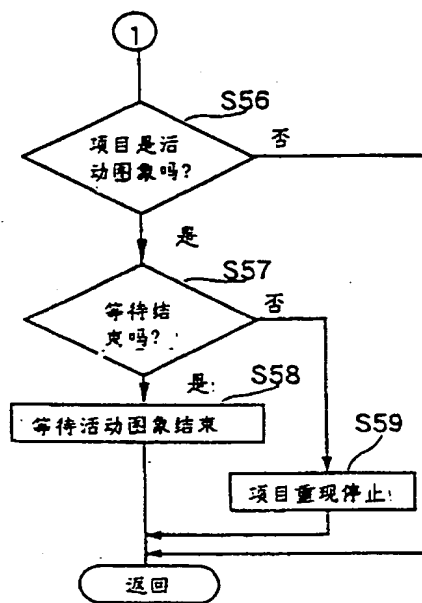 1
S56
项目是活
动图象吗?
否
是
S57
等待结
束吗?
否
是:
S58
等待活动图象结束
S59
项目重现停止:
返回